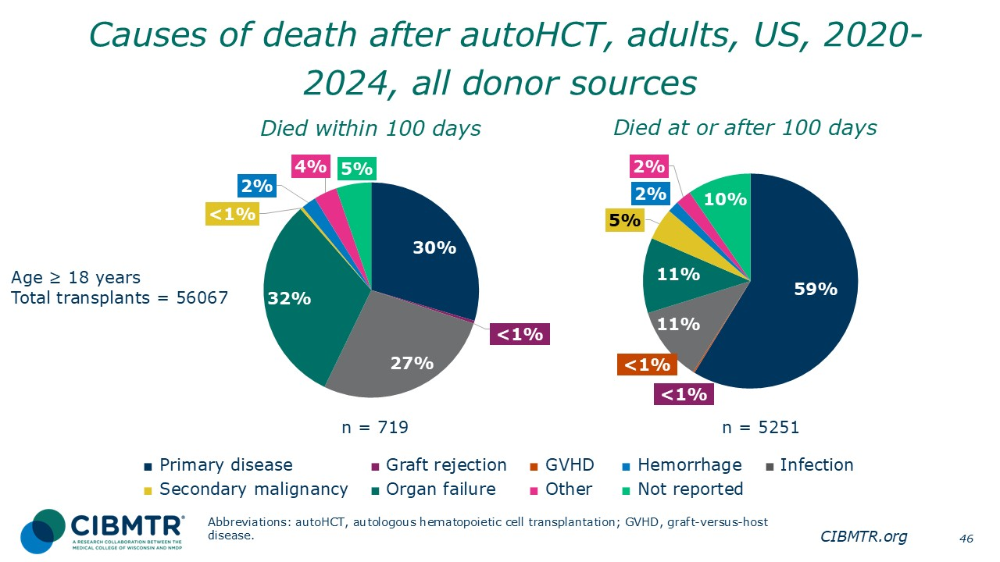 Causes of death after autoHCT, adults, US, 2020-
2024, all donor sources
Died within 100 days
Died at or after 100 days
4%
5%
2%
<1%
30%
32%
<1%
27%
n = 719
2%
2%
10%
5%
11%
59%
11%
<1%
<1%
n = 5251
Age ≥ 18 years
Total transplants = 56067
Primary disease
Graft rejection
GVHD
Hemorrhage
Infection
Secondary malignancy
Organ failure
Other
Not reported
CIBMTR®
A RESEARCH COLLABORATION BETWEEN THE
MEDICAL COLLEGE OF WISCONSIN AND NMDP
Abbreviations: autoHCT, autologous hematopoietic cell transplantation; GVHD, graft-versus-host
disease.
CIBMTR.org
46